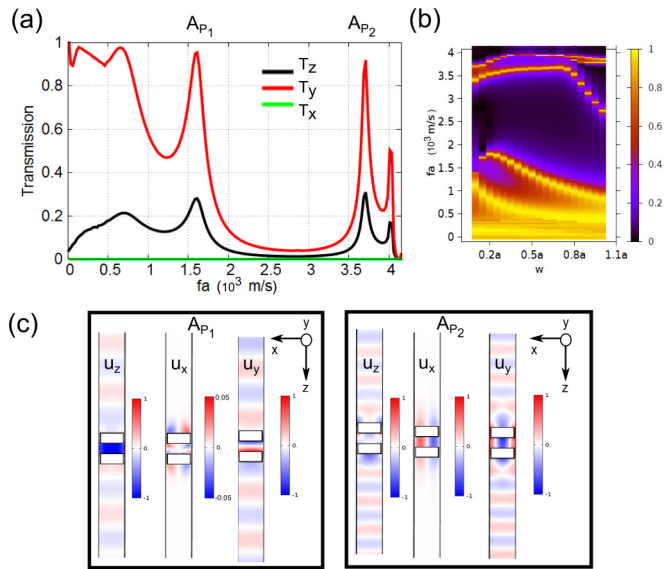 (a)
A_P1
A_P2
Transmission
1
0.8
0.6
0.4
0.2
0
T_z
T_y
T_x
0 0.5 1 1.5 2 2.5 3 3.5 4
fa (10³ m/s)
(b)
fa (10³ m/s)
4
3.5
3
2.5
2
1.5
1
0.5
0
0.2a 0.5a 0.8a 1.1a
w
1
0.8
0.6
0.4
0.2
0
(c)
A_P1
u_z
u_x
u_y
x
y
z
1
0
-1
0.05
0
-0.05
1
0
-1
A_P2
u_z
u_x
u_y
x
y
z
1
0
-1
1
0
-1
1
0
-1